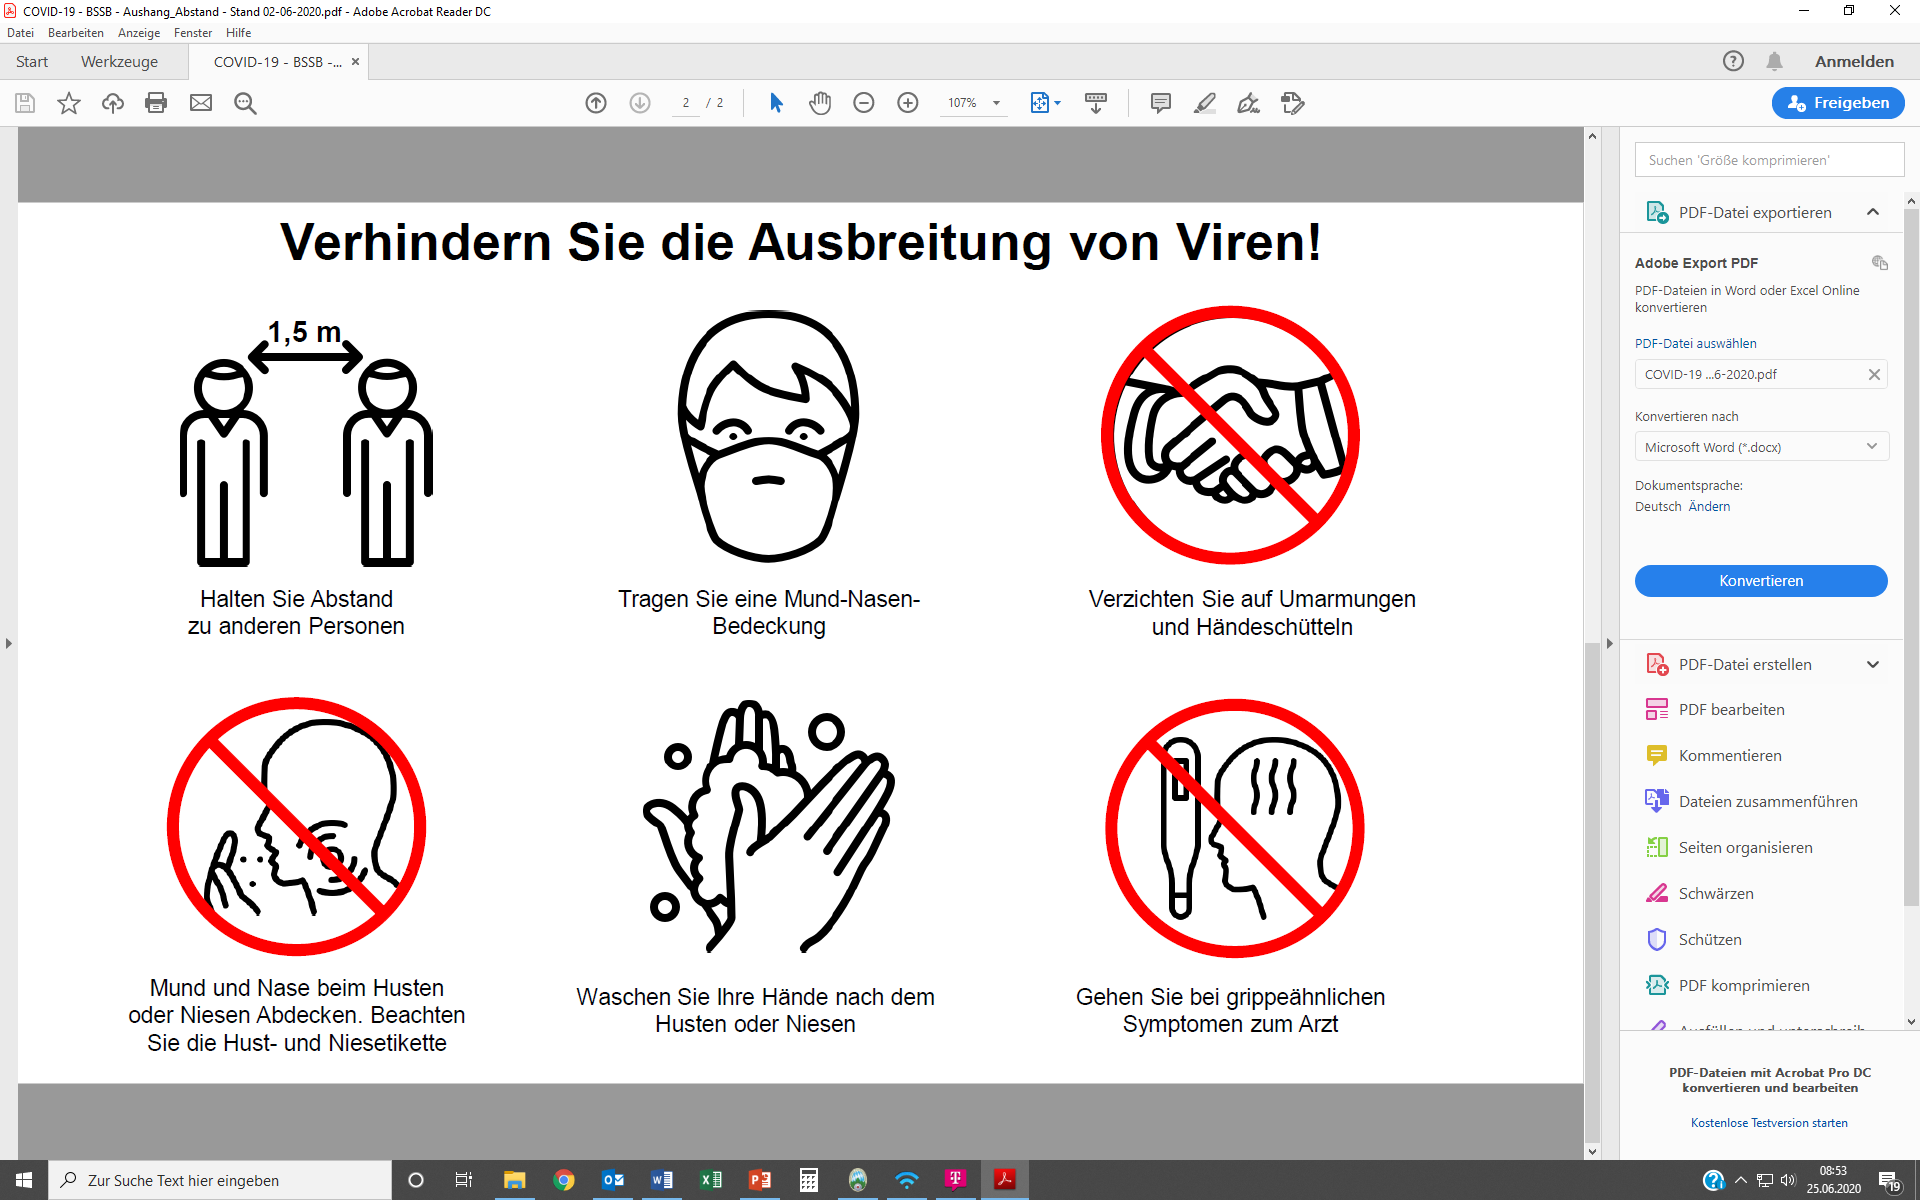 COVID-19 - BSSB - Aushang_Abstand - Stand 02-06-2020.pdf - Adobe Acrobat Reader DC
Datei Bearbeiten Anzeige Fenster Hilfe
Start Werkzeuge COVID-19 - BSSB -... Anmelden
2 / 2 107% Freigeben
Verhindern Sie die Ausbreitung von Viren!
1,5 m
Halten Sie Abstand
zu anderen Personen
Tragen Sie eine Mund-Nasen-
Bedeckung
Verzichten Sie auf Umarmungen
und Händeschütteln
Mund und Nase beim Husten
oder Niesen Abdecken. Beachten
Sie die Hust- und Niesetikette
Waschen Sie Ihre Hände nach dem
Husten oder Niesen
Gehen Sie bei grippeähnlichen
Symptomen zum Arzt
Suchen 'Größe komprimieren'
PDF-Datei exportieren
Adobe Export PDF
PDF-Dateien in Word oder Excel Online
konvertieren
PDF-Datei auswählen
COVID-19 ...6-2020.pdf
Konvertieren nach
Microsoft Word (*.docx)
Dokumentsprache:
Deutsch Ändern
Konvertieren
PDF-Datei erstellen
PDF bearbeiten
Kommentieren
Dateien zusammenführen
Seiten organisieren
Schwärzen
Schützen
PDF komprimieren
Ausfüllen und unterschreib
PDF-Dateien mit Acrobat Pro DC
konvertieren und bearbeiten
Kostenlose Testversion starten
Zur Suche Text hier eingeben
08:53
25.06.2020
19